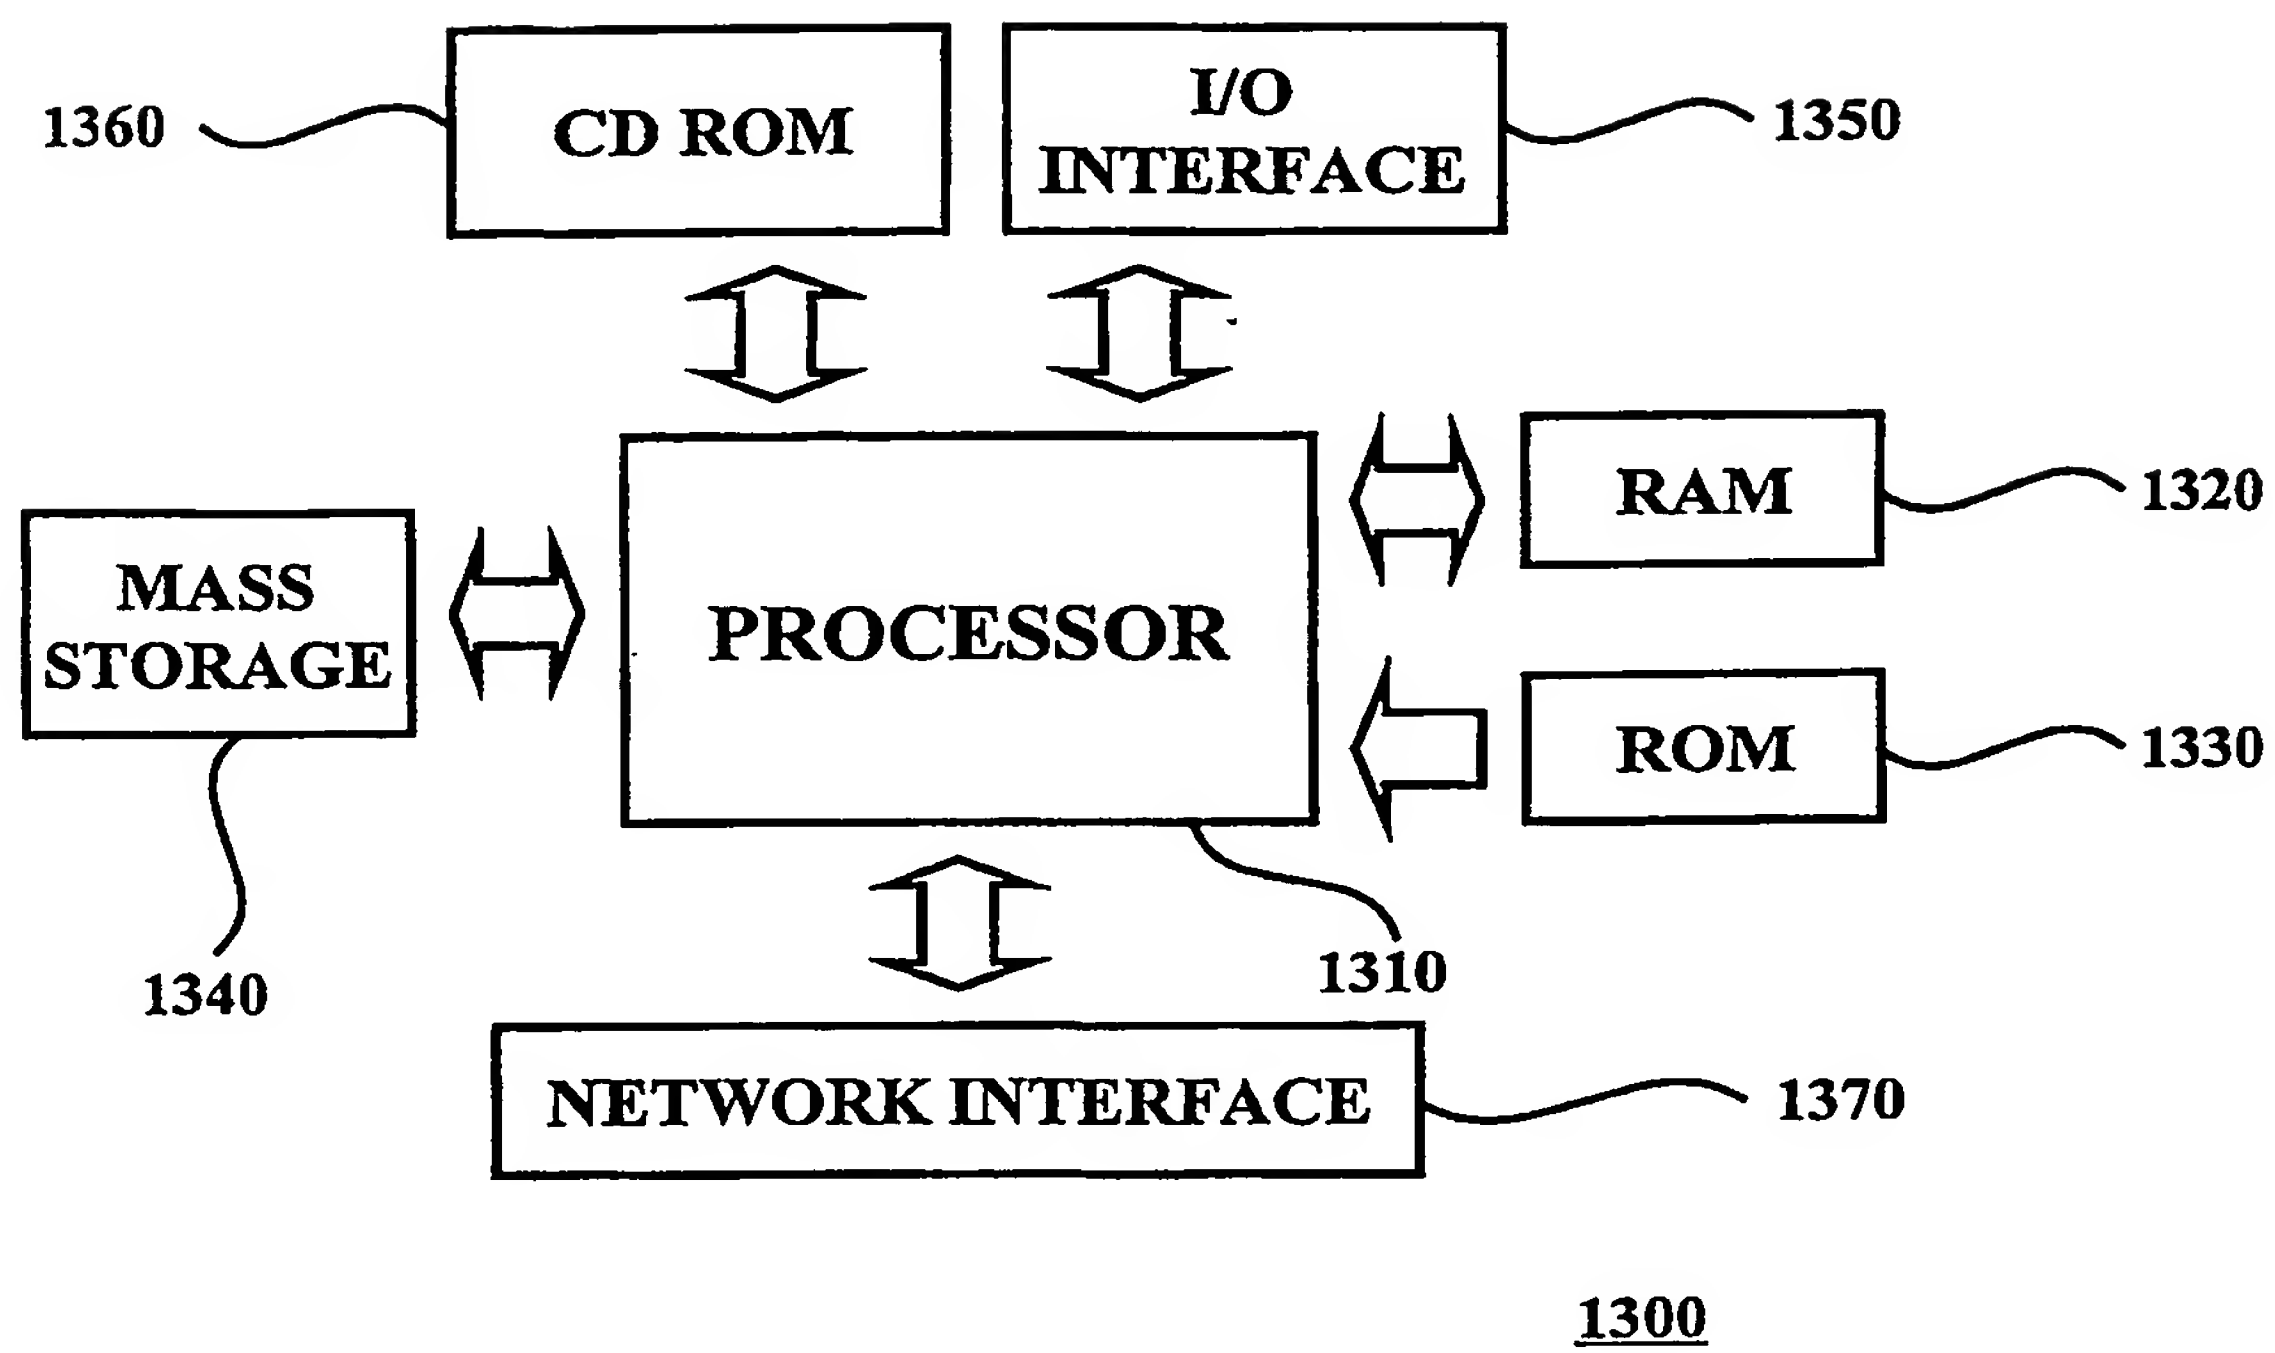 1360
CD ROM
I/O
INTERFACE
1350
RAM
1320
MASS
STORAGE
PROCESSOR
ROM
1330
1340
1310
NETWORK INTERFACE
1370
1300